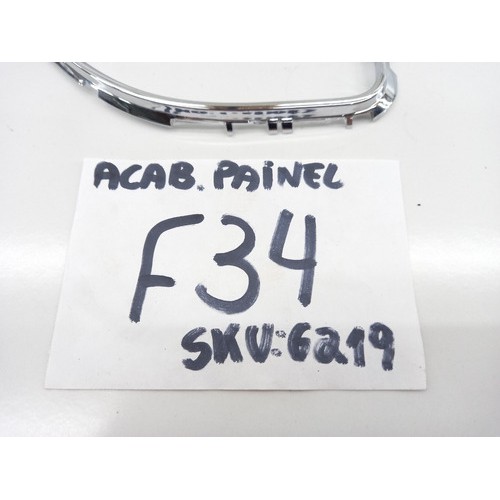 ACAB. PAINEL
F34
SKU:6219